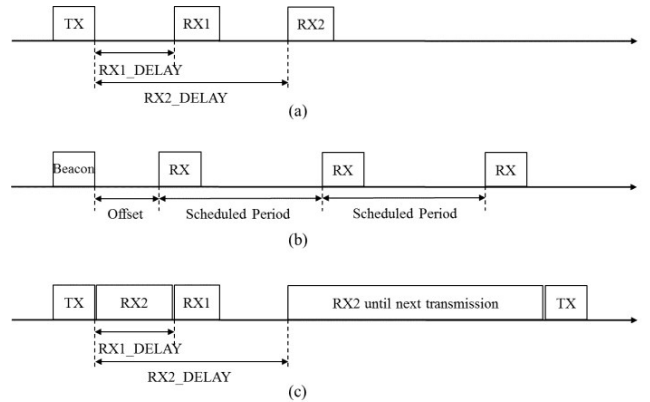 TX RX1 RX2
RX1_DELAY
RX2_DELAY
(a)
Beacon RX RX RX
Offset Scheduled Period Scheduled Period
(b)
TX RX2 RX1 RX2 until next transmission TX
RX1_DELAY
RX2_DELAY
(c)